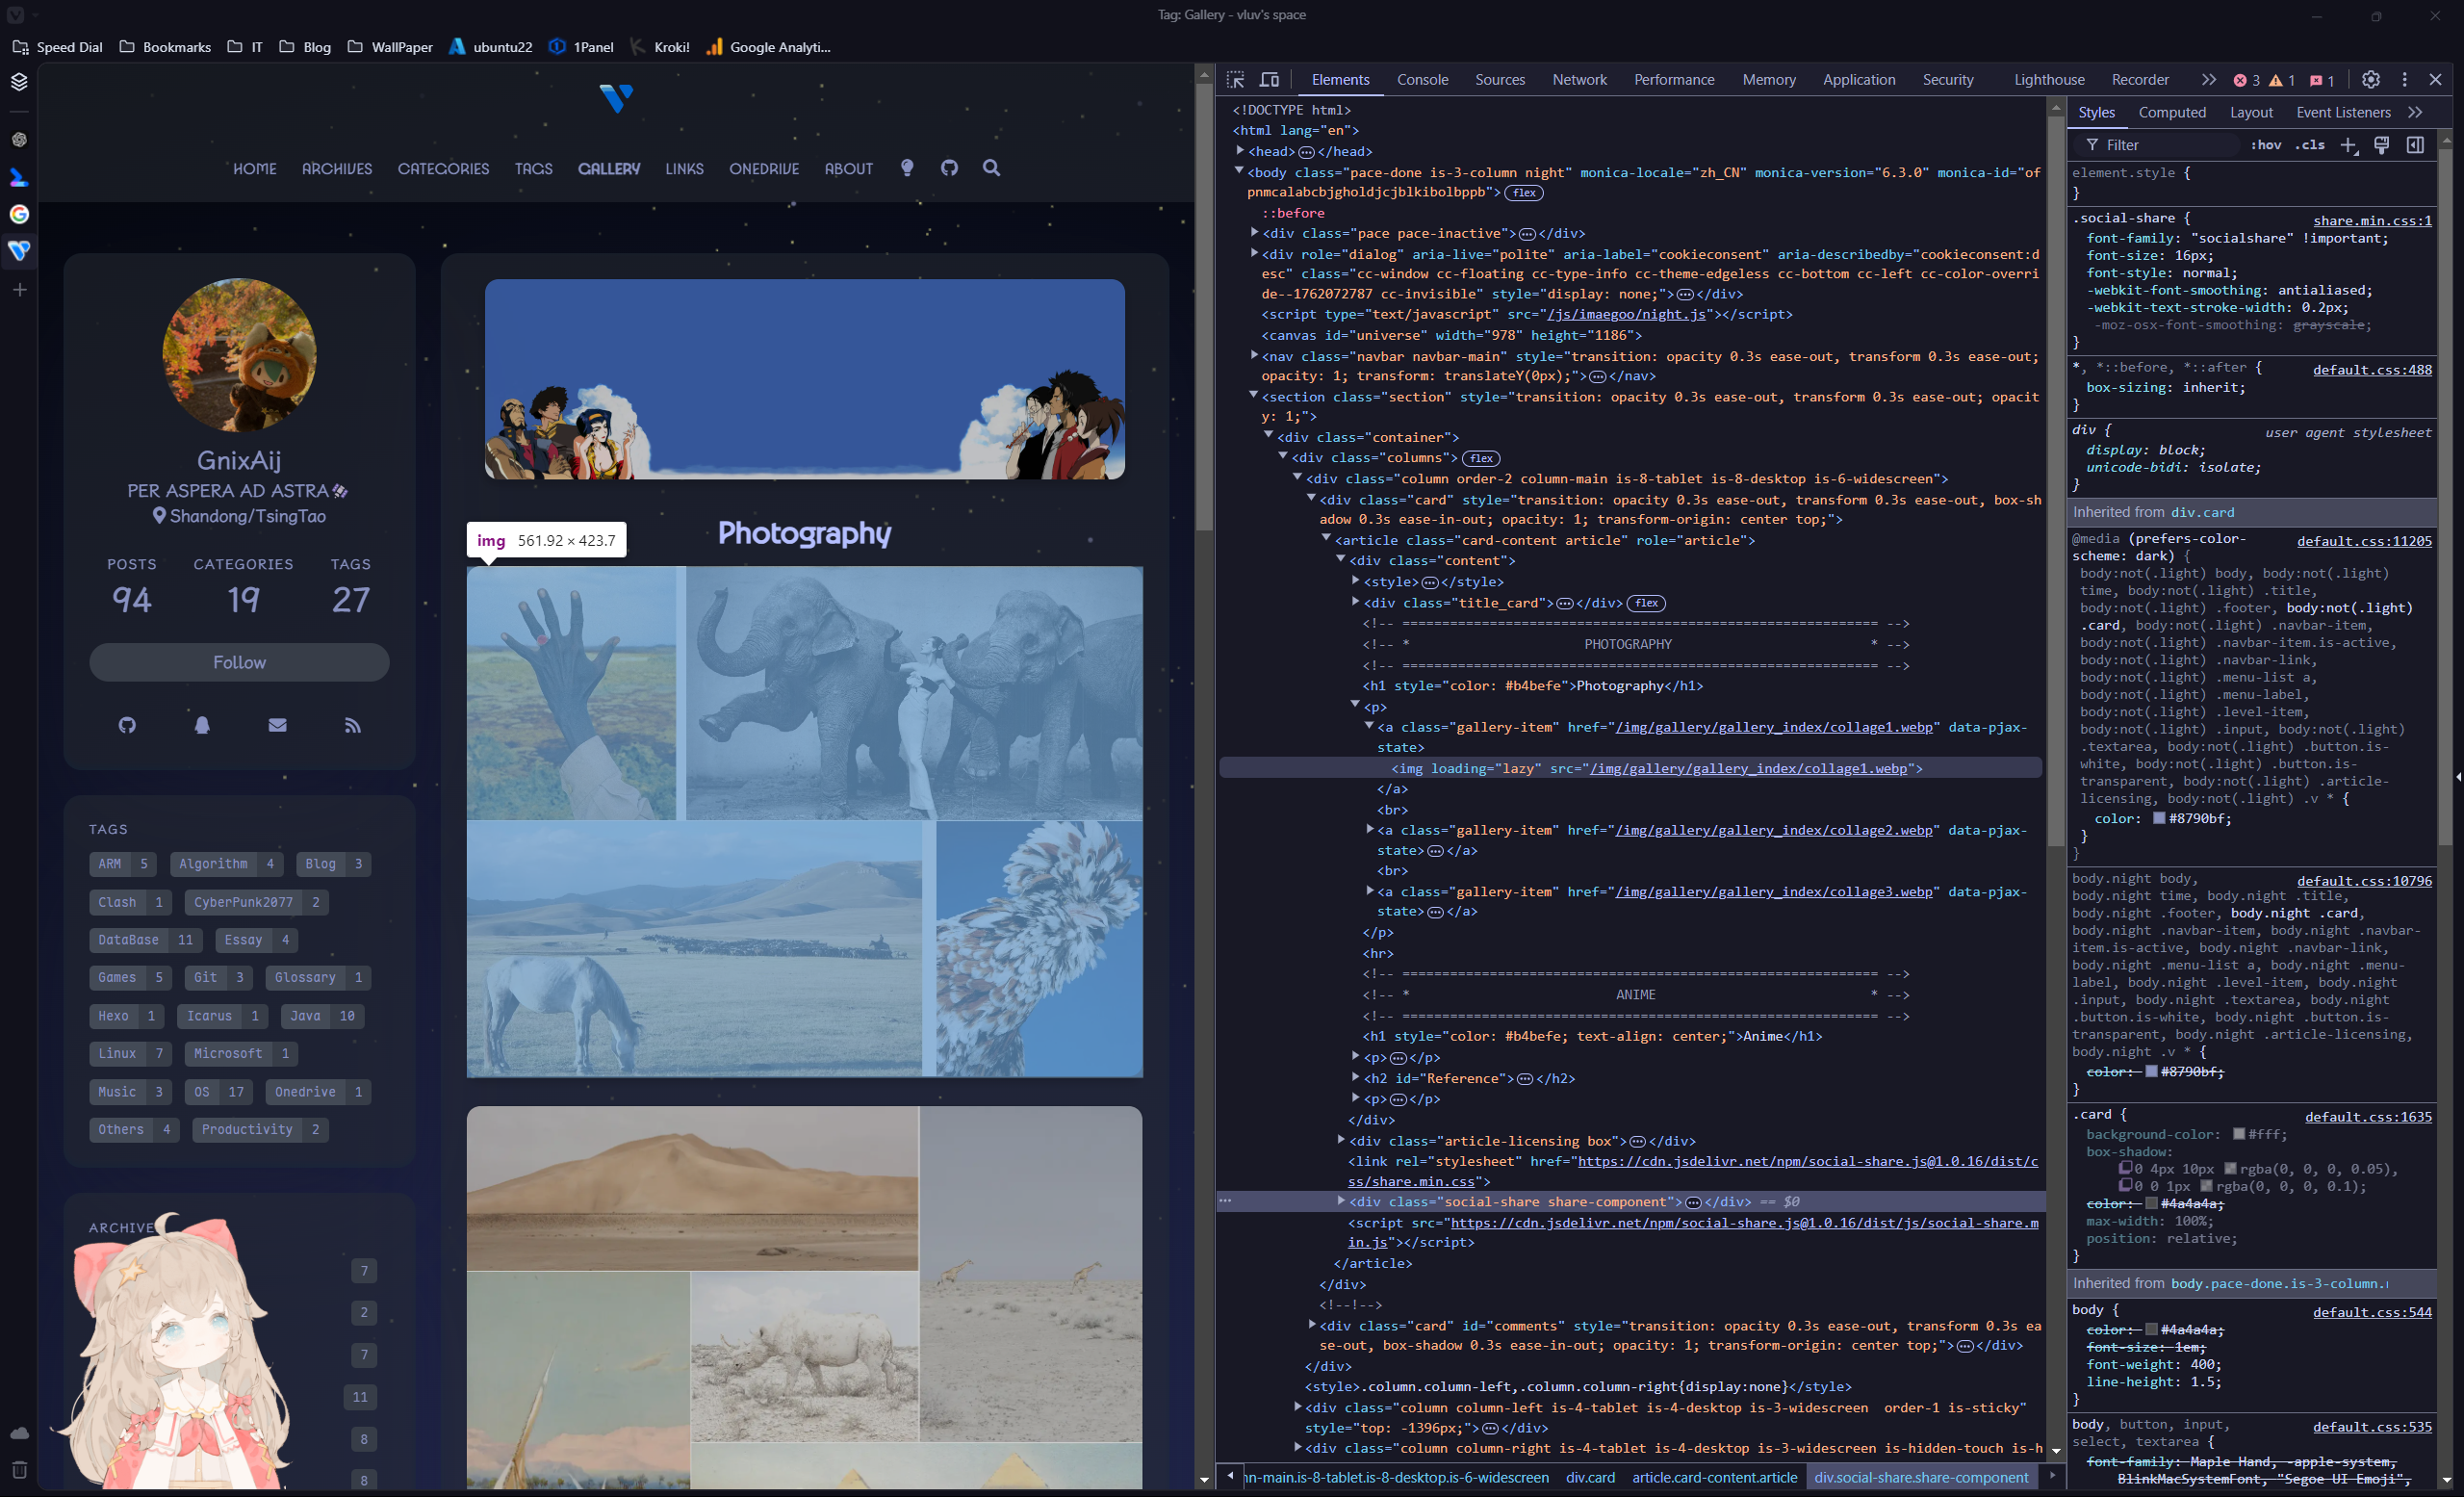 Tag: Gallery - vluv's space
Speed Dial Bookmarks IT Blog WallPaper ubuntu22 1Panel Kroki! Google Analyti...
HOME ARCHIVES CATEGORIES TAGS GALLERY LINKS ONEDRIVE ABOUT
GnixAij
PER ASPERA AD ASTRA
Shandong/TsingTao
POSTS CATEGORIES TAGS
94 19 27
Follow
TAGS
ARM 5 Algorithm 4 Blog 3
Clash 1 CyberPunk2077 2
DataBase 11 Essay 4
Games 5 Git 3 Glossary 1
Hexo 1 Icarus 1 Java 10
Linux 7 Microsoft 1
Music 3 OS 17 Onedrive 1
Others 4 Productivity 2
ARCHIVE
7
2
7
11
8
8
Photography
img 561.92 × 423.7
Elements Console Sources Network Performance Memory Application Security Lighthouse Recorder 3 1 1
<!DOCTYPE html>
<html lang="en">
<head> </head>
<body class="pace-done is-3-column night" monica-locale="zh_CN" monica-version="6.3.0" monica-id="of
pnmcalabcbjgholdjcjblkibolbppb"> flex
::before
<div class="pace pace-inactive"> </div>
<div role="dialog" aria-live="polite" aria-label="cookieconsent" aria-describedby="cookieconsent:d
esc" class="cc-window cc-floating cc-type-info cc-theme-edgeless cc-bottom cc-left cc-color-overri
de--1762072787 cc-invisible" style="display: none;"> </div>
<script type="text/javascript" src="/js/imaegoo/night.js"></script>
<canvas id="universe" width="978" height="1186">
<nav class="navbar navbar-main" style="transition: opacity 0.3s ease-out, transform 0.3s ease-out;
opacity: 1; transform: translateY(0px);"> </nav>
<section class="section" style="transition: opacity 0.3s ease-out, transform 0.3s ease-out; opacit
y: 1;">
<div class="container">
<div class="columns"> flex
<div class="column order-2 column-main is-8-tablet is-8-desktop is-6-widescreen">
<div class="card" style="transition: opacity 0.3s ease-out, transform 0.3s ease-out, box-sh
adow 0.3s ease-in-out; opacity: 1; transform-origin: center top;">
<article class="card-content article" role="article">
<div class="content">
<style> </style>
<div class="title_card"> </div> flex
<!-- ============================================================ -->
<!-- * PHOTOGRAPHY * -->
<!-- ============================================================ -->
<h1 style="color: #b4befe">Photography</h1>
<p>
<a class="gallery-item" href="/img/gallery/gallery_index/collage1.webp" data-pjax-
state>
<img loading="lazy" src="/img/gallery/gallery_index/collage1.webp">
</a>
<br>
<a class="gallery-item" href="/img/gallery/gallery_index/collage2.webp" data-pjax-
state> </a>
<br>
<a class="gallery-item" href="/img/gallery/gallery_index/collage3.webp" data-pjax-
state> </a>
</p>
<hr>
<!-- ============================================================ -->
<!-- * ANIME * -->
<!-- ============================================================ -->
<h1 style="color: #b4befe; text-align: center;">Anime</h1>
<p> </p>
<h2 id="Reference"> </h2>
<p> </p>
</div>
<div class="article-licensing box"> </div>
<link rel="stylesheet" href="https://cdn.jsdelivr.net/npm/social-share.js@1.0.16/dist/c
ss/share.min.css">
<div class="social-share share-component"> </div> == $0
<script src="https://cdn.jsdelivr.net/npm/social-share.js@1.0.16/dist/js/social-share.m
in.js"></script>
</article>
</div>
<!--!-->
<div class="card" id="comments" style="transition: opacity 0.3s ease-out, transform 0.3s ea
se-out, box-shadow 0.3s ease-in-out; opacity: 1; transform-origin: center top;"> </div>
</div>
<style>.column.column-left,.column.column-right{display:none}</style>
<div class="column column-left is-4-tablet is-4-desktop is-3-widescreen order-1 is-sticky"
style="top: -1396px;"> </div>
<div class="column column-right is-4-tablet is-4-desktop is-3-widescreen is-hidden-touch is-h
nn-main.is-8-tablet.is-8-desktop.is-6-widescreen div.card article.card-content.article div.social-share.share-component
Styles Computed Layout Event Listeners
Filter :hov .cls
element.style {
}
.social-share { share.min.css:1
font-family: "socialshare" !important;
font-size: 16px;
font-style: normal;
-webkit-font-smoothing: antialiased;
-webkit-text-stroke-width: 0.2px;
-moz-osx-font-smoothing: grayscale;
}
*, *::before, *::after { default.css:488
box-sizing: inherit;
}
div { user agent stylesheet
display: block;
unicode-bidi: isolate;
}
Inherited from div.card
@media (prefers-color- default.css:11205
scheme: dark) {
body:not(.light) body, body:not(.light)
time, body:not(.light) .title,
body:not(.light) .footer, body:not(.light)
.card, body:not(.light) .navbar-item,
body:not(.light) .navbar-item.is-active,
body:not(.light) .navbar-link,
body:not(.light) .menu-list a,
body:not(.light) .menu-label,
body:not(.light) .level-item,
body:not(.light) .input, body:not(.light)
.textarea, body:not(.light) .button.is-
white, body:not(.light) .button.is-
transparent, body:not(.light) .article-
licensing, body:not(.light) .v * {
color: #8790bf;
}
}
body.night body, default.css:10796
body.night time, body.night .title,
body.night .footer, body.night .card,
body.night .navbar-item, body.night .navbar-
item.is-active, body.night .navbar-link,
body.night .menu-list a, body.night .menu-
label, body.night .level-item, body.night
.input, body.night .textarea, body.night
.button.is-white, body.night .button.is-
transparent, body.night .article-licensing,
body.night .v * {
color: #8790bf;
}
.card { default.css:1635
background-color: #fff;
box-shadow:
0 4px 10px rgba(0, 0, 0, 0.05),
0 0 1px rgba(0, 0, 0, 0.1);
color: #4a4a4a;
max-width: 100%;
position: relative;
}
Inherited from body.pace-done.is-3-column.
body { default.css:544
color: #4a4a4a;
font-size: 1em;
font-weight: 400;
line-height: 1.5;
}
body, button, input, default.css:535
select, textarea {
font-family: Maple Hand, -apple-system,
BlinkMacSystemFont, "Segoe UI Emoji",